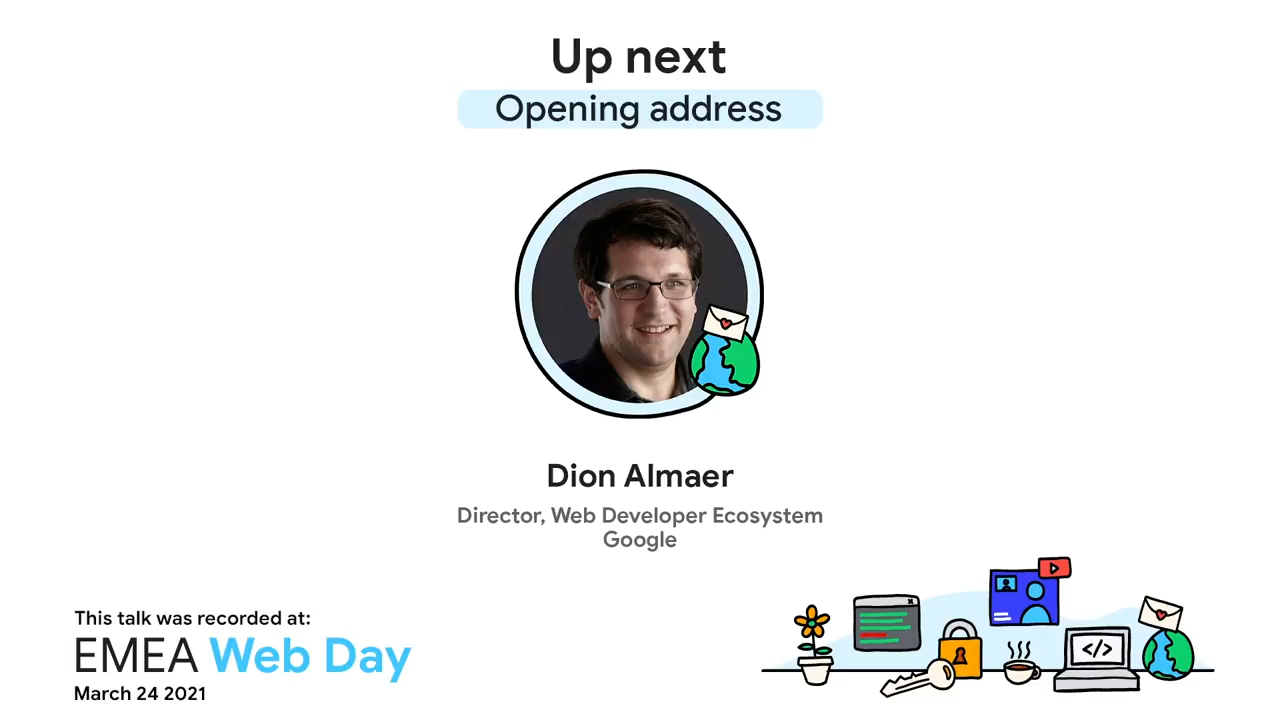 Up next
Opening address
Dion Almaer
Director, Web Developer Ecosystem
Google
This talk was recorded at:
EMEA Web Day
March 24 2021
</>